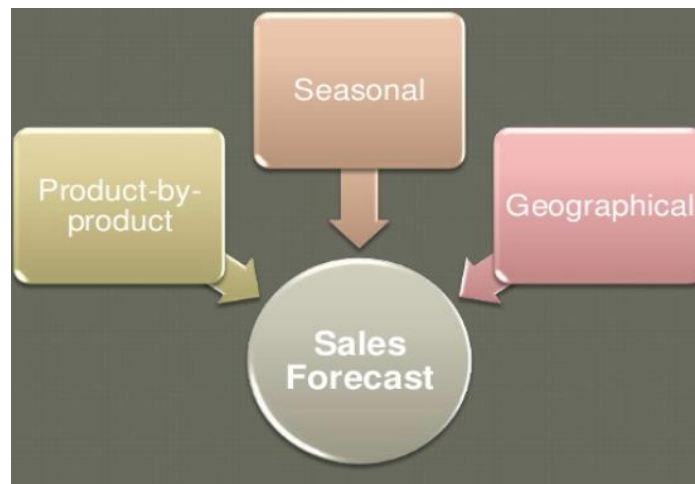 Seasonal
Product-by-
product
Geographical
Sales
Forecast